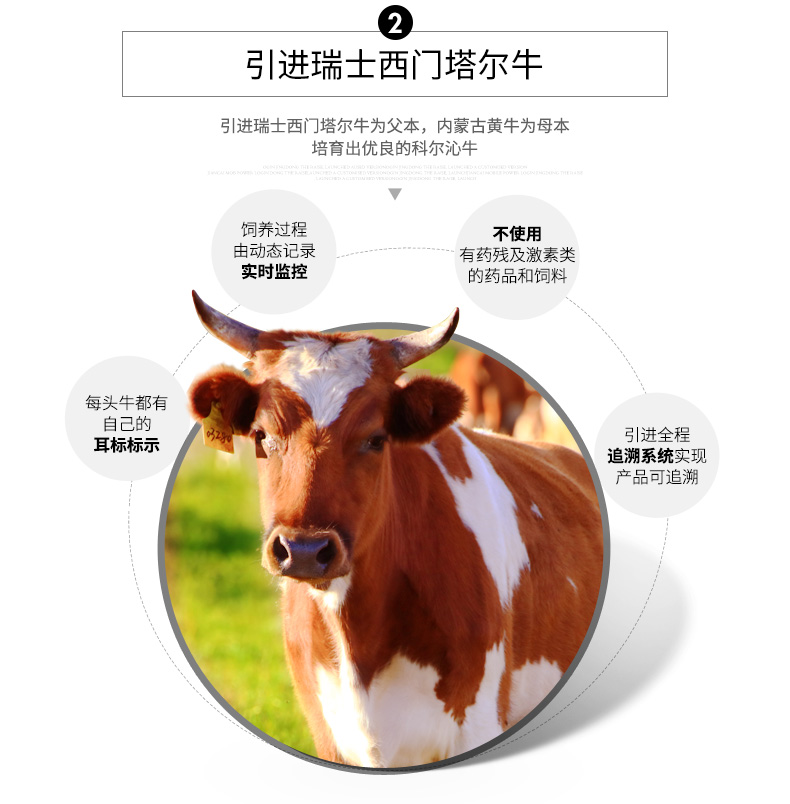 2
引进瑞士西门塔尔牛
引进瑞士西门塔尔牛为父本，内蒙古黄牛为母本
培育出优良的科尔沁牛
饲养过程
由动态记录
实时监控
不使用
有药残及激素类
的药品和饲料
每头牛都有
自己的
耳标标示
引进全程
追溯系统实现
产品可追溯